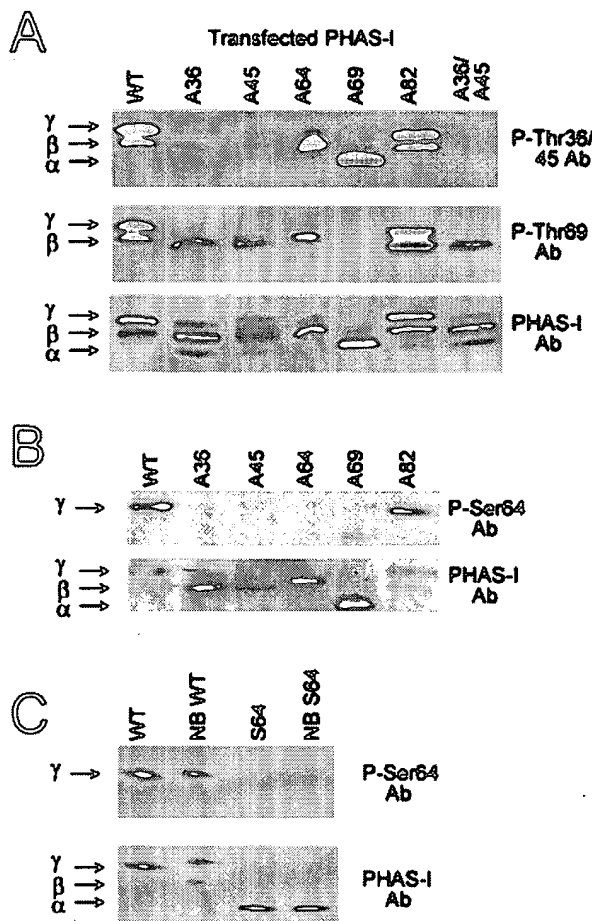 A
Transfected PHAS-I
WT A36 A45 A64 A69 A82 A36/A45
γ
β
α
P-Thr36/45 Ab
γ
β
P-Thr69 Ab
γ
β
α
PHAS-I Ab
B
WT A36 A45 A64 A69 A82
γ
P-Ser64 Ab
γ
β
α
PHAS-I Ab
C
WT NB WT S64 NB S64
γ
P-Ser64 Ab
γ
β
α
PHAS-I Ab